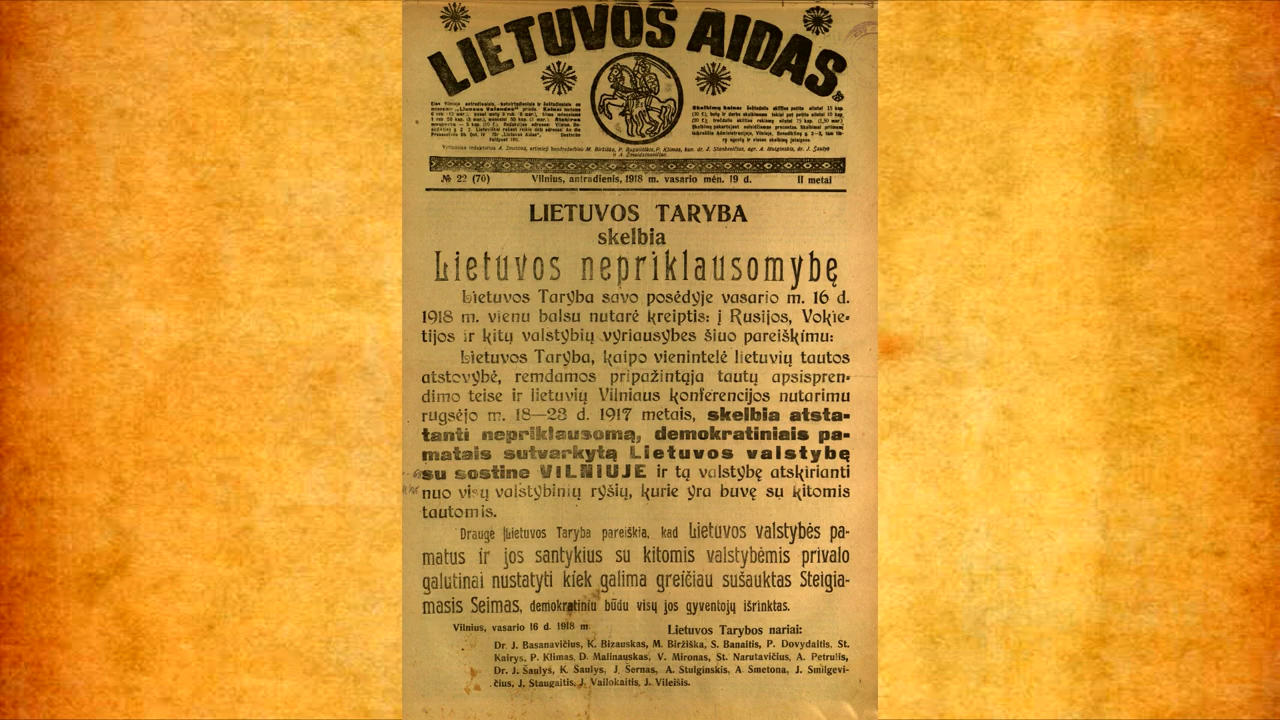 LIETUVOS AIDAS.
№ 22 (70) Vilnius, antradienis, 1918 m. vasario mėn. 19 d. II metai
LIETUVOS TARYBA
skelbia
Lietuvos nepriklausomybę
Lietuvos Taryba savo posėdyje vasario m. 16 d.
1918 m. vienu balsu nutarė kreiptis: į Rusijos, Vokie-
tijos ir kitų valstybių vyriausybes šiuo pareiškimu:
Lietuvos Taryba, kaipo vienintelė lietuvių tautos
atstovybė, remdamos pripažintąja tautų apsispren-
dimo teise ir lietuvių Vilniaus konferencijos nutarimu
rugsėjo m. 18—23 d. 1917 metais, skelbia atsta-
tanti nepriklausomą, demokratiniais pa-
matais sutvarkytą Lietuvos valstybę
su sostine VILNIUJE ir tą valstybę atskirianti
nuo visų valstybinių ryšių, kurie yra buvę su kitomis
tautomis.
Drauge Lietuvos Taryba pareiškia, kad Lietuvos valstybės pa-
matus ir jos santykius su kitomis valstybėmis privalo
galutinai nustatyti kiek galima greičiau sušauktas Steigia-
masis Seimas, demokratiniu būdu visų jos gyventojų išrinktas.
Vilnius, vasario 16 d. 1918 m. Lietuvos Tarybos nariai:
Dr. J. Basanavičius, K. Bizauskas, M. Biržiška, S. Banaitis, P. Dovydaitis, St.
Kairys, P. Klimas, D. Malinauskas, V. Mironas, St. Narutavičius, A. Petrulis,
Dr. J. Šaulys, K. Šaulys, J. Šernas, A. Stulginskis, A. Smetona, J. Smilgevi-
čius, J. Staugaitis, J. Vailokaitis, J. Vileišis.